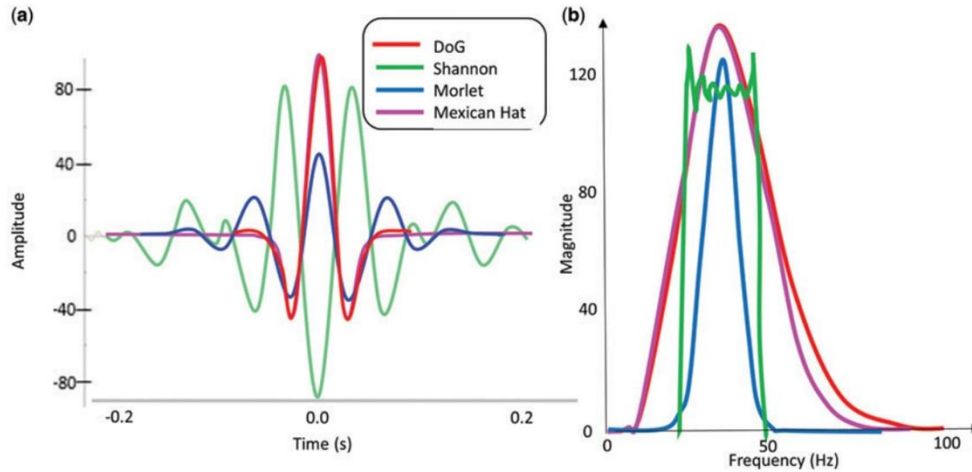 (a)
DoG
Shannon
Morlet
Mexican Hat
80
40
0
-40
-80
Amplitude
-0.2
0.0
0.2
Time (s)
(b)
120
80
40
0
Magnitude
0
50
100
Frequency (Hz)